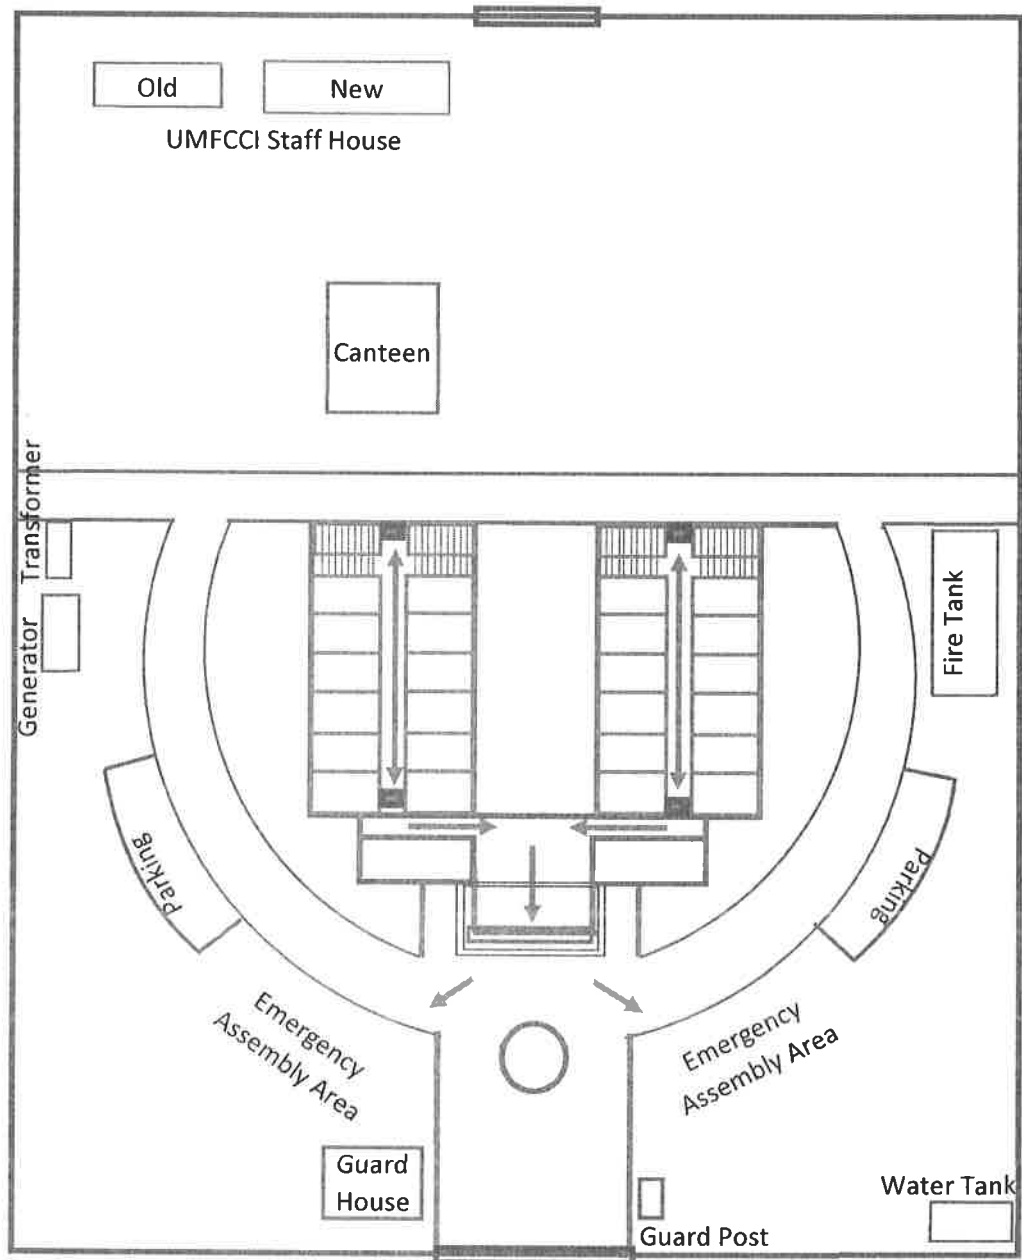 Old
New
UMFCCI Staff House
Canteen
Transformer
Generator
Fire Tank
Parking
Parking
Emergency
Assembly Area
Emergency
Assembly Area
Guard
House
Guard Post
Water Tank